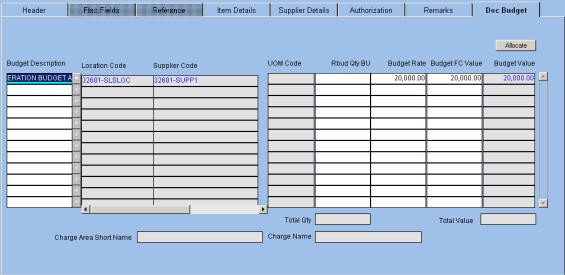 Header Flex Fields Reference Item Details Supplier Details Authorization Remarks Doc Budget
Allocate
Budget Description Location Code Supplier Code UOM Code Rbud Qty BU Budget Rate Budget FC Value Budget Value
ERATION BUDGET A 32681-SLSLOC 32681-SUPP1 20,000.00 20,000.00 20,000.00
Total Qty Total Value
Charge Area Short Name Charge Name